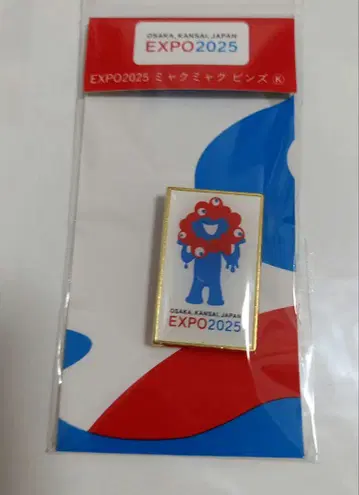 OSAKA, KANSAI, JAPAN
EXPO2025
EXPO2025 ミャクミャク ピンズ Ⓚ
OSAKA, KANSAI, JAPAN
EXPO2025